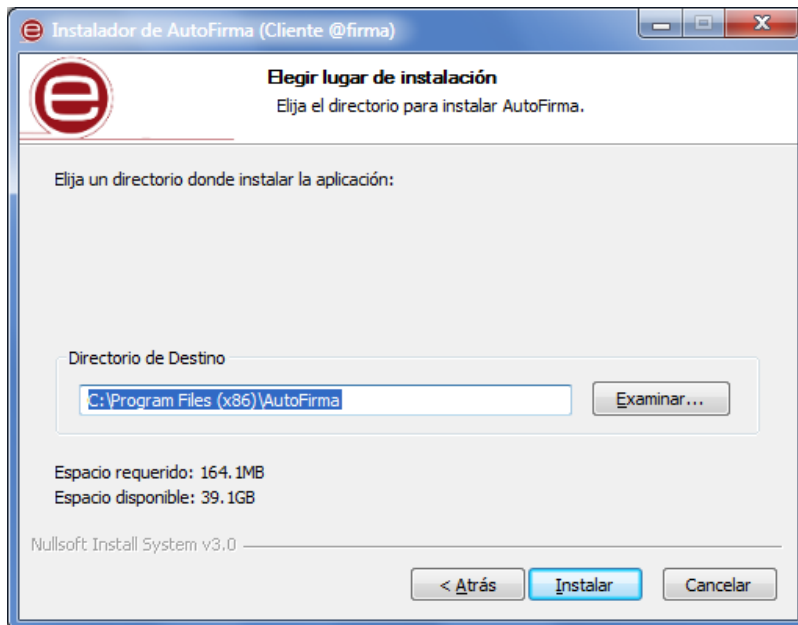 Instalador de AutoFirma (Cliente @firma)
Elegir lugar de instalación
Elija el directorio para instalar AutoFirma.
Elija un directorio donde instalar la aplicación:
Directorio de Destino
C:\Program Files (x86)\AutoFirma
Examinar...
Espacio requerido: 164.1MB
Espacio disponible: 39.1GB
Nullsoft Install System v3.0
< Atrás
Instalar
Cancelar